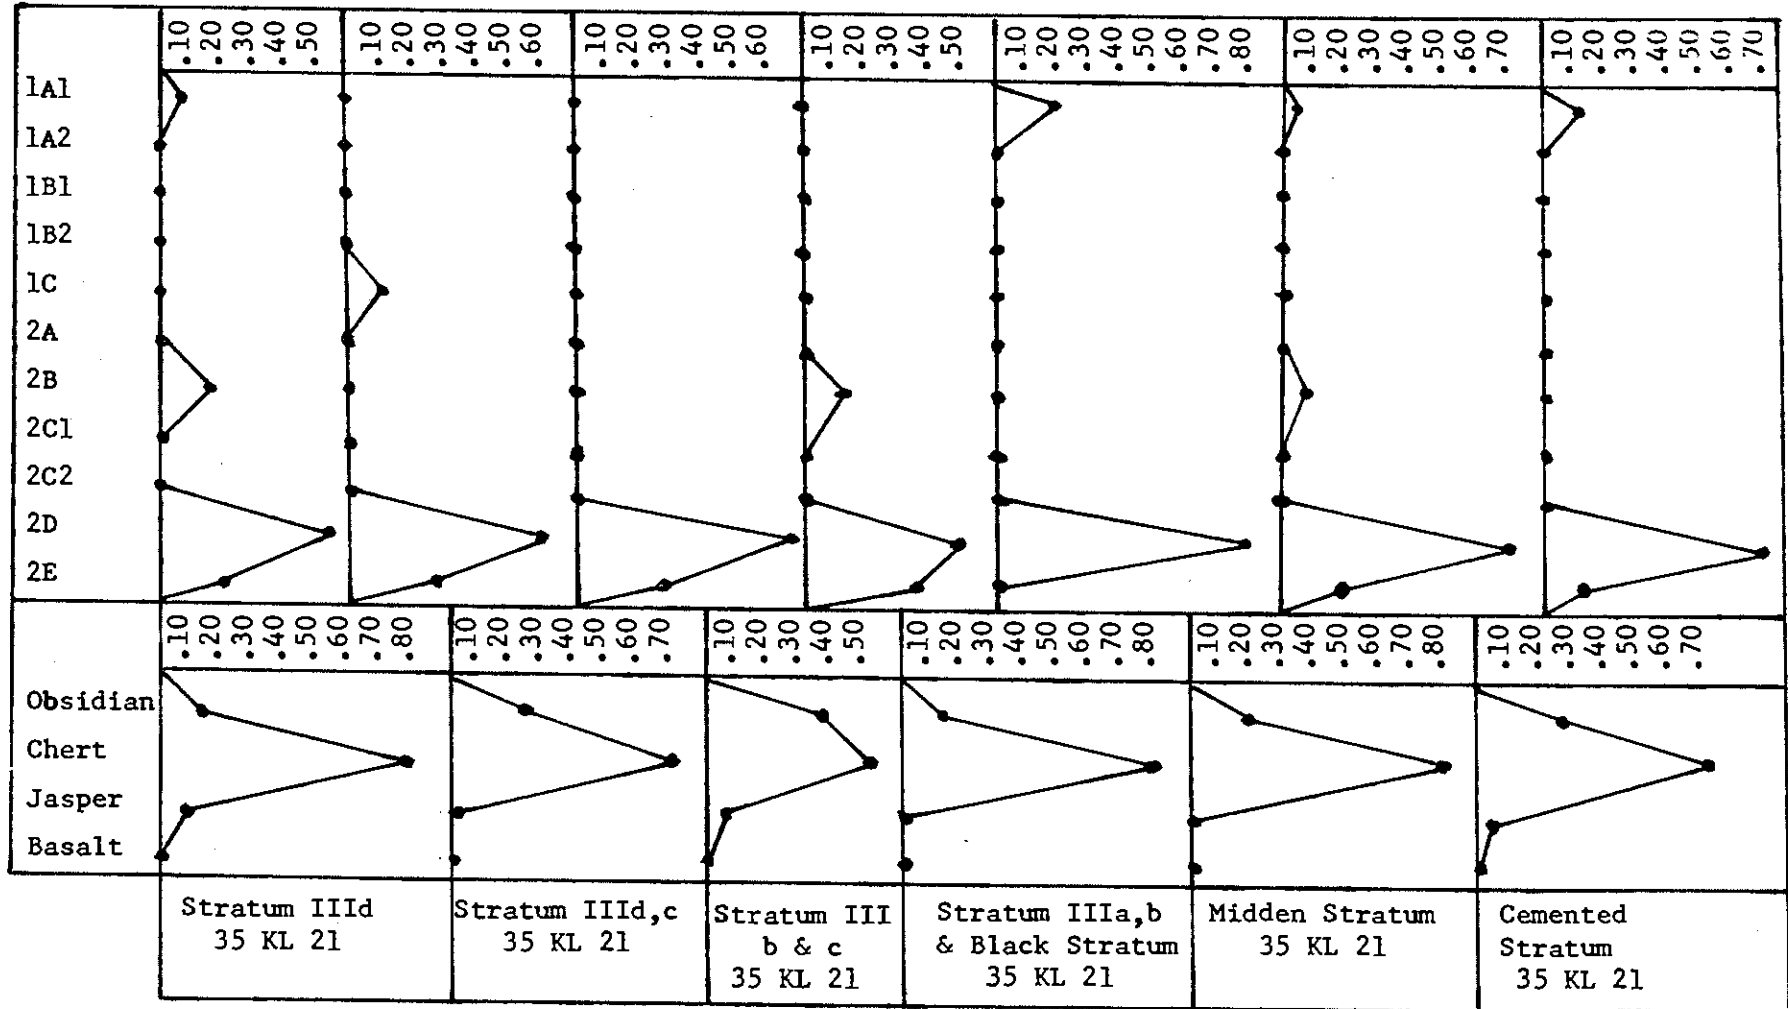 .10 .20 .30 .40 .50 .10 .20 .30 .40 .50 .60 .10 .20 .30 .40 .50 .60 .10 .20 .30 .40 .50 .10 .20 .30 .40 .50 .60 .70 .80 .10 .20 .30 .40 .50 .60 .70 .10 .20 .30 .40 .50 .60 .70
1A1
1A2
1B1
1B2
1C
2A
2B
2C1
2C2
2D
2E
.10 .20 .30 .40 .50 .60 .70 .80 .10 .20 .30 .40 .50 .60 .70 .10 .20 .30 .40 .50 .10 .20 .30 .40 .50 .60 .70 .80 .10 .20 .30 .40 .50 .60 .70 .80 .10 .20 .30 .40 .50 .60 .70
Obsidian
Chert
Jasper
Basalt
Stratum IIId
35 KL 21
Stratum IIId,c
35 KL 21
Stratum III
b & c
35 KL 21
Stratum IIIa,b
& Black Stratum
35 KL 21
Midden Stratum
35 KL 21
Cemented
Stratum
35 KL 21